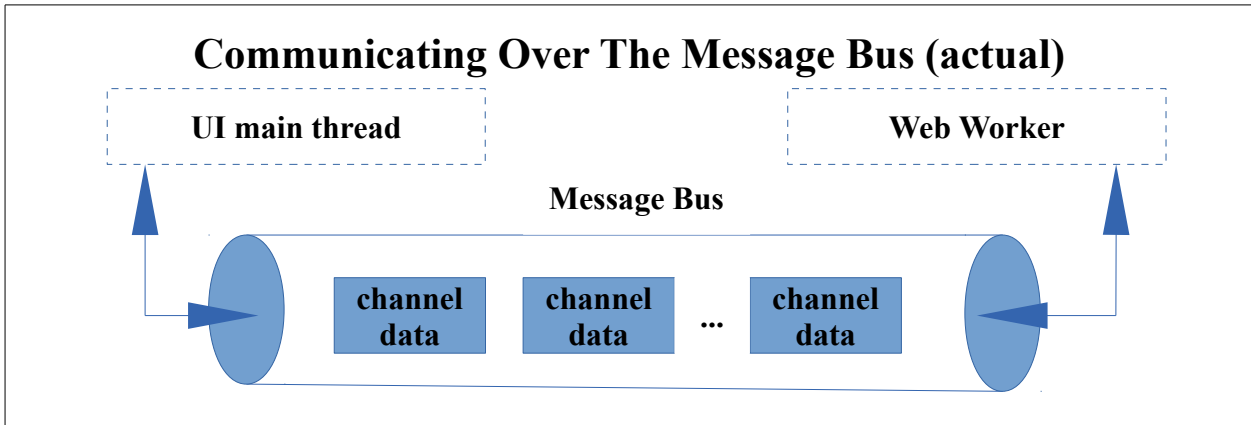 Communicating Over The Message Bus (actual)
UI main thread
Web Worker
Message Bus
channel
data
channel
data
...
channel
data